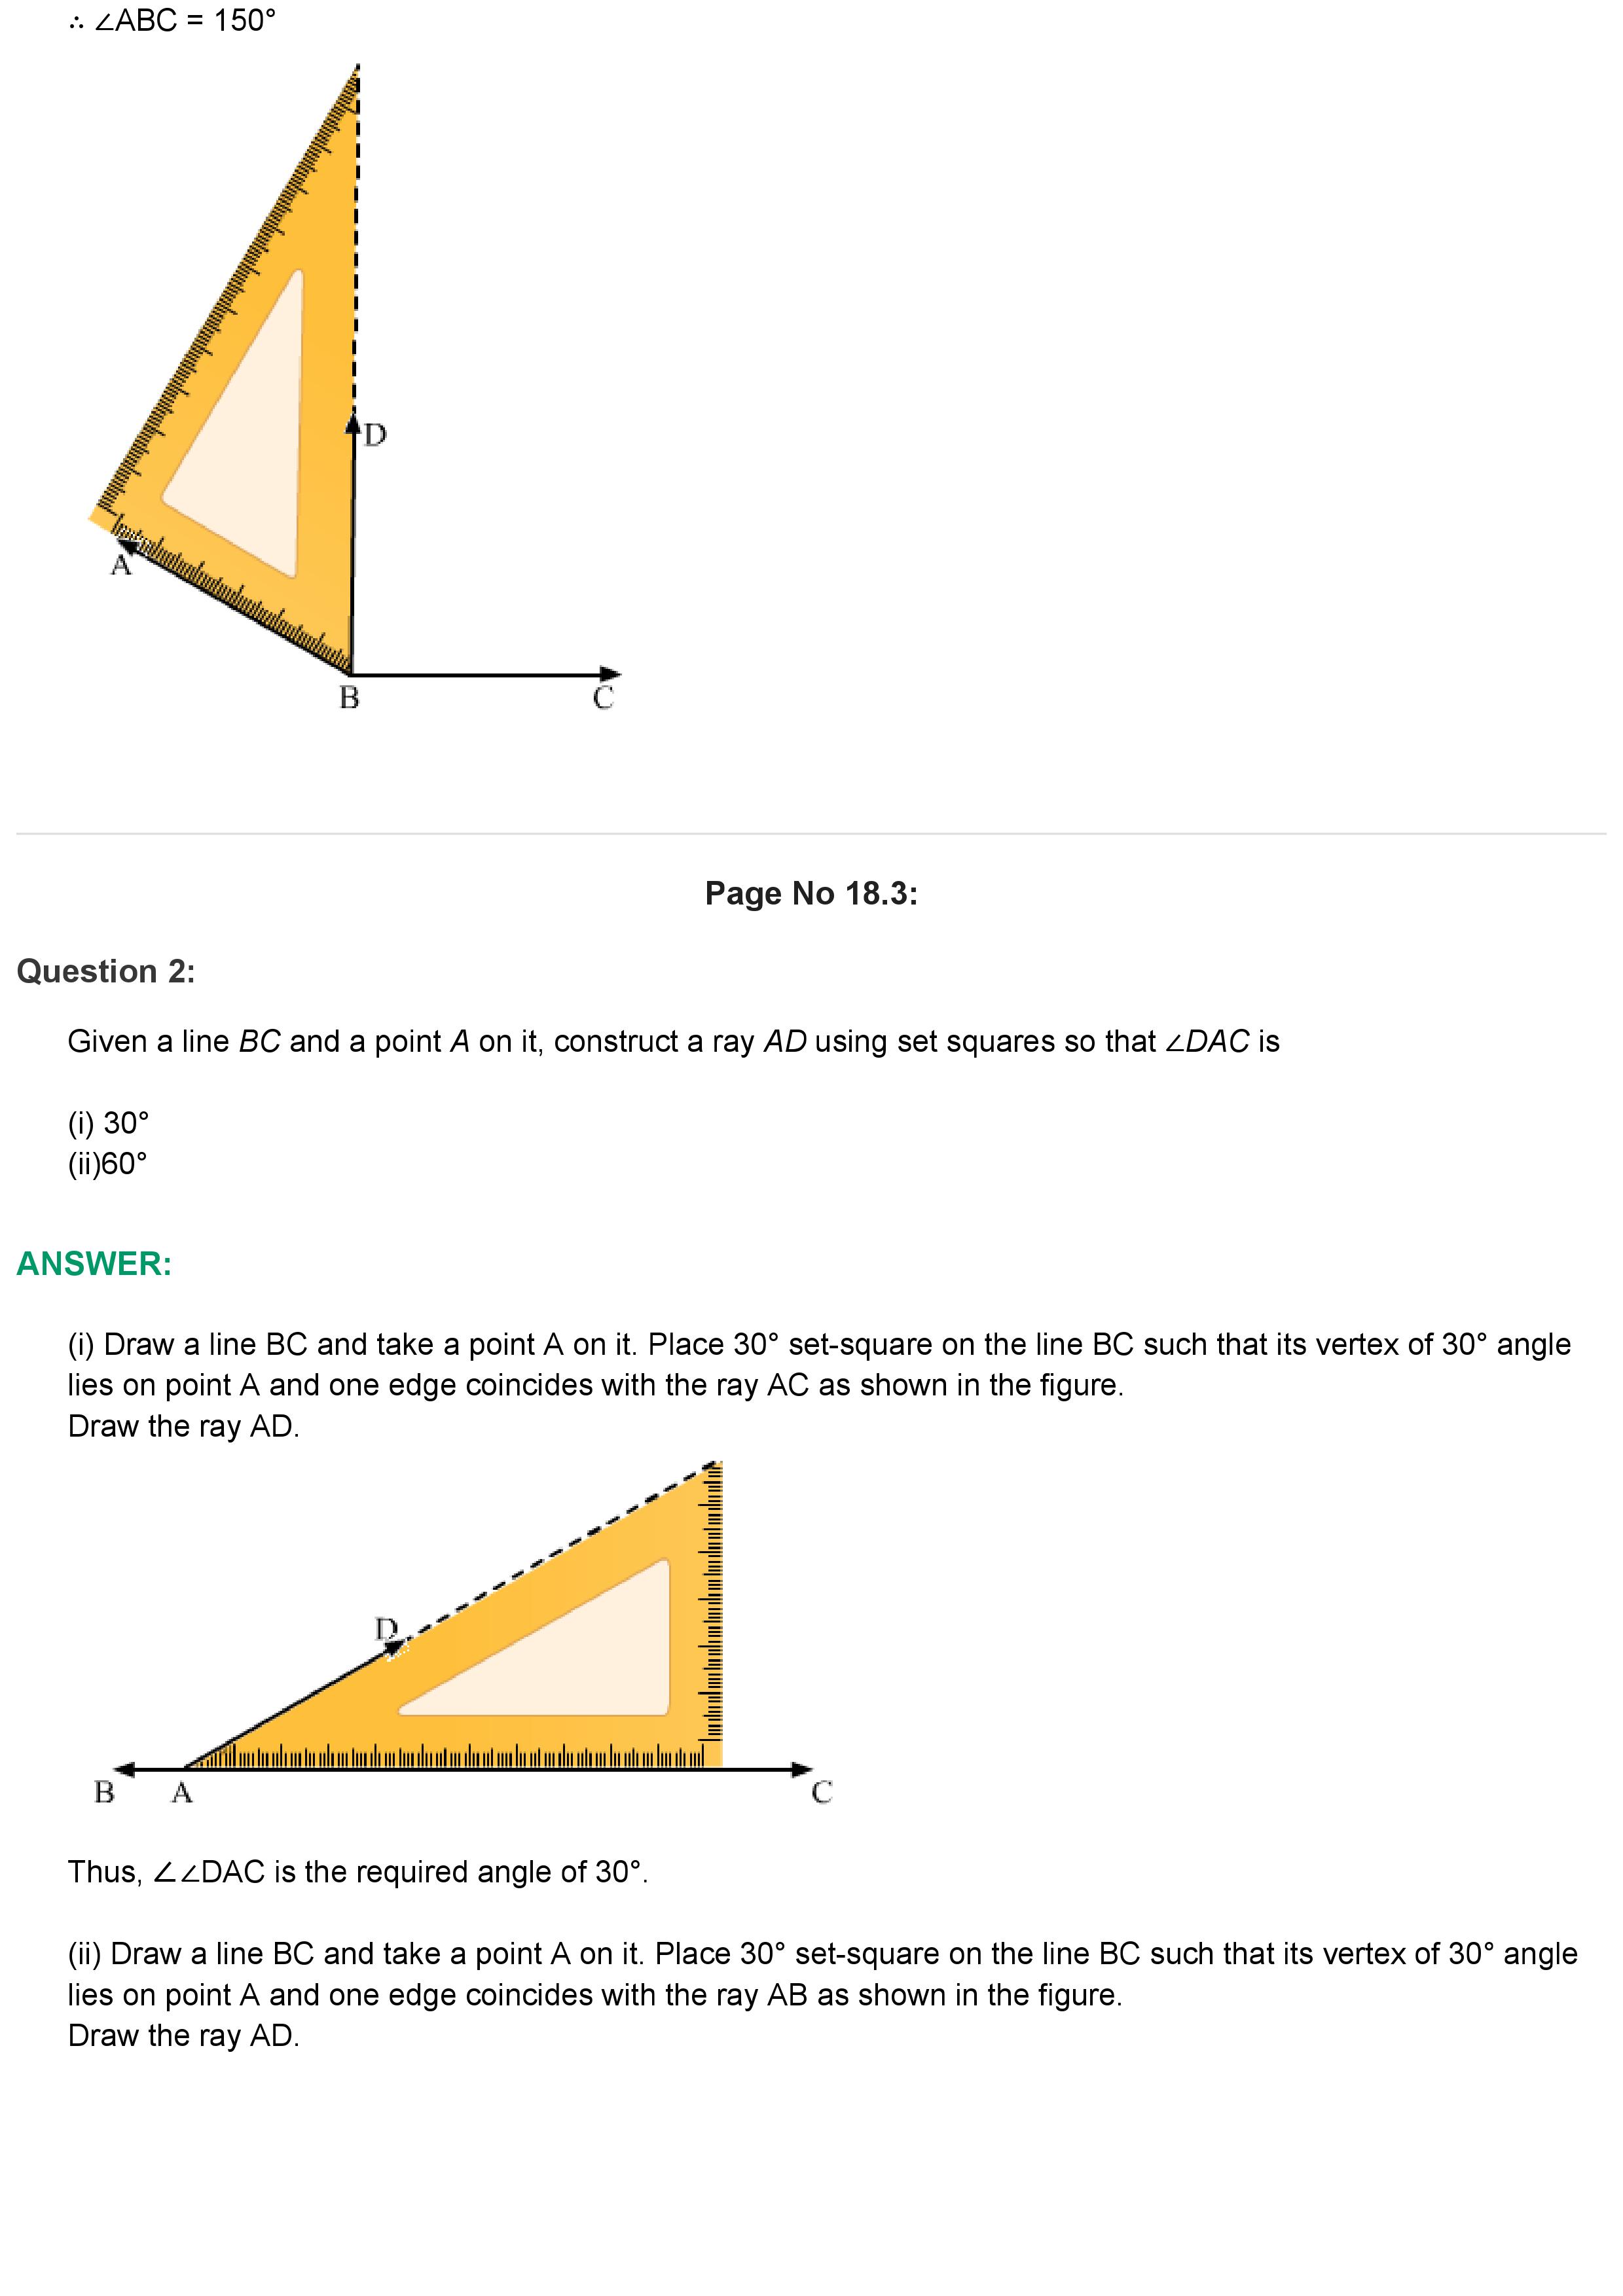 ∴ ∠ABC = 150°
D
A
B
C
Page No 18.3:
Question 2:
Given a line BC and a point A on it, construct a ray AD using set squares so that ∠DAC is
(i) 30°
(ii)60°
ANSWER:
(i) Draw a line BC and take a point A on it. Place 30° set-square on the line BC such that its vertex of 30° angle
lies on point A and one edge coincides with the ray AC as shown in the figure.
Draw the ray AD.
D
B
A
C
Thus, ∠∠DAC is the required angle of 30°.
(ii) Draw a line BC and take a point A on it. Place 30° set-square on the line BC such that its vertex of 30° angle
lies on point A and one edge coincides with the ray AB as shown in the figure.
Draw the ray AD.